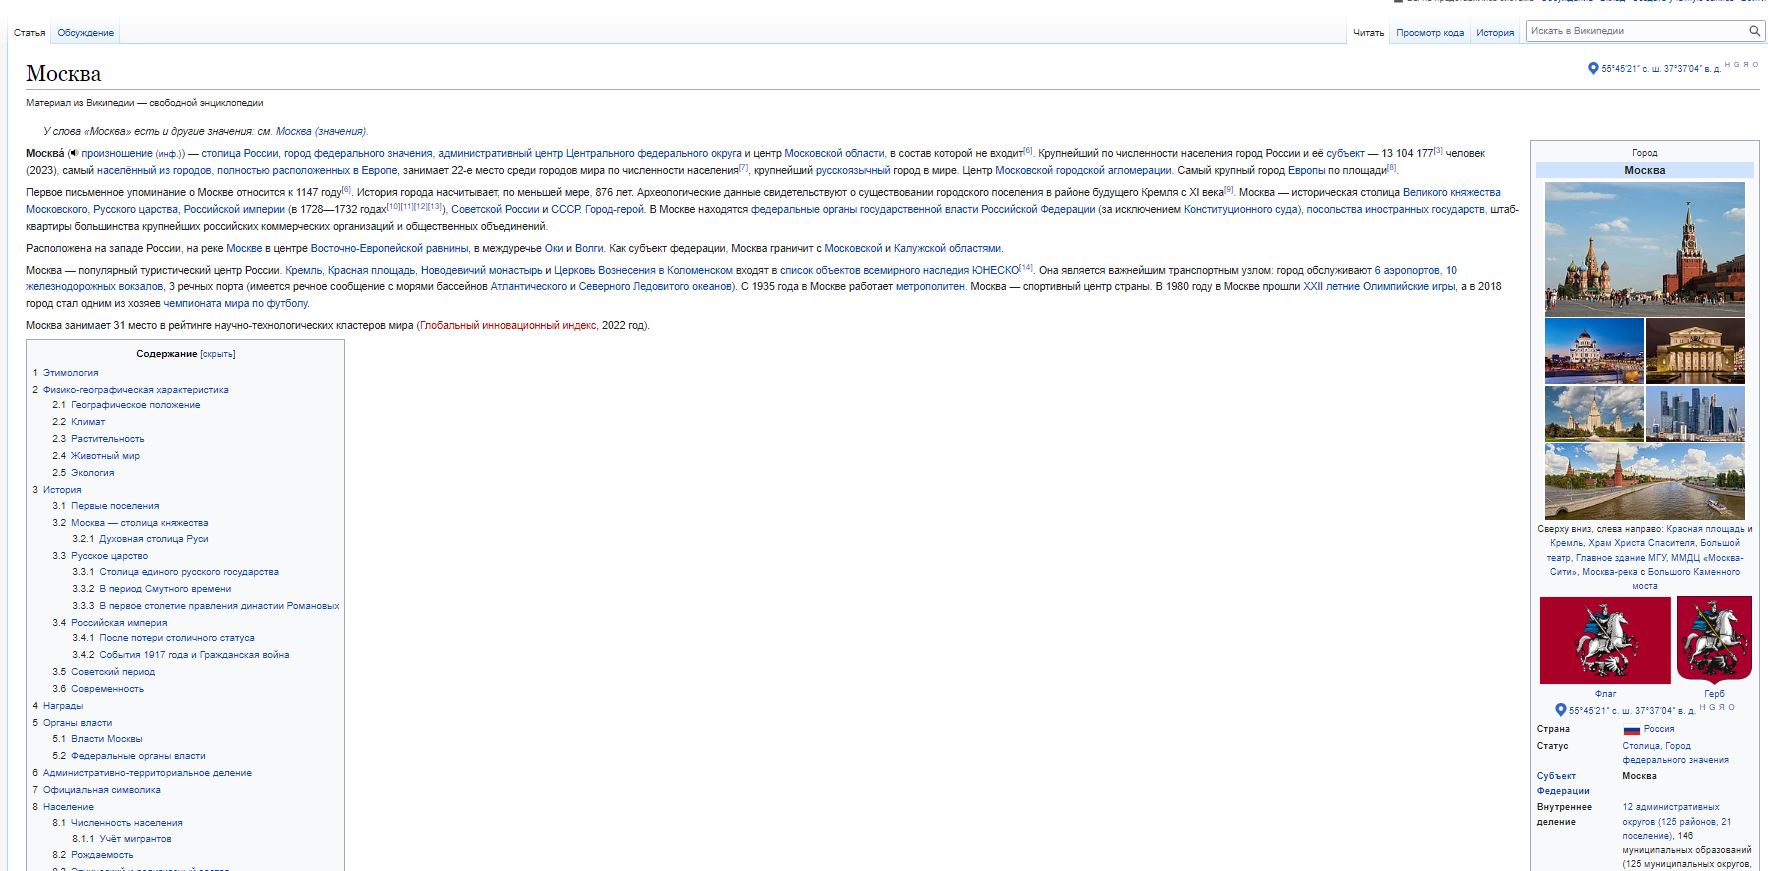 Статья
Обсуждение
Читать
Просмотр кода
История
Искать в Википедии
Москва
55°45′21″ с. ш. 37°37′04″ в. д. H G Я O
Материал из Википедии — свободной энциклопедии
У слова «Москва» есть и другие значения: см. Москва (значения).
Москва́ (произношение (инф.)) — столица России, город федерального значения, административный центр Центрального федерального округа и центр Московской области, в состав которой не входит[6]. Крупнейший по численности населения город России и её субъект — 13 104 177[3] человек
(2023), самый населённый из городов, полностью расположенных в Европе, занимает 22-е место среди городов мира по численности населения[7], крупнейший русскоязычный город в мире. Центр Московской городской агломерации. Самый крупный город Европы по площади[8].
Первое письменное упоминание о Москве относится к 1147 году[6]. История города насчитывает, по меньшей мере, 876 лет. Археологические данные свидетельствуют о существовании городского поселения в районе будущего Кремля с XI века[9]. Москва — историческая столица Великого княжества
Московского, Русского царства, Российской империи (в 1728—1732 годах[10][11][12][13]), Советской России и СССР. Город-герой. В Москве находятся федеральные органы государственной власти Российской Федерации (за исключением Конституционного суда), посольства иностранных государств, штаб-
квартиры большинства крупнейших российских коммерческих организаций и общественных объединений.
Расположена на западе России, на реке Москве в центре Восточно-Европейской равнины, в междуречье Оки и Волги. Как субъект федерации, Москва граничит с Московской и Калужской областями.
Москва — популярный туристический центр России. Кремль, Красная площадь, Новодевичий монастырь и Церковь Вознесения в Коломенском входят в список объектов всемирного наследия ЮНЕСКО[14]. Она является важнейшим транспортным узлом: город обслуживают 6 аэропортов, 10
железнодорожных вокзалов, 3 речных порта (имеется речное сообщение с морями бассейнов Атлантического и Северного Ледовитого океанов). С 1935 года в Москве работает метрополитен. Москва — спортивный центр страны. В 1980 году в Москве прошли XXII летние Олимпийские игры, а в 2018
город стал одним из хозяев чемпионата мира по футболу.
Москва занимает 31 место в рейтинге научно-технологических кластеров мира (Глобальный инновационный индекс, 2022 год).
Содержание [скрыть]
1 Этимология
2 Физико-географическая характеристика
2.1 Географическое положение
2.2 Климат
2.3 Растительность
2.4 Животный мир
2.5 Экология
3 История
3.1 Первые поселения
3.2 Москва — столица княжества
3.2.1 Духовная столица Руси
3.3 Русское царство
3.3.1 Столица единого русского государства
3.3.2 В период Смутного времени
3.3.3 В первое столетие правления династии Романовых
3.4 Российская империя
3.4.1 После потери столичного статуса
3.4.2 События 1917 года и Гражданская война
3.5 Советский период
3.6 Современность
4 Награды
5 Органы власти
5.1 Власти Москвы
5.2 Федеральные органы власти
6 Административно-территориальное деление
7 Официальная символика
8 Население
8.1 Численность населения
8.1.1 Учёт мигрантов
8.2 Рождаемость
Город
Москва
Сверху вниз, слева направо: Красная площадь и
Кремль, Храм Христа Спасителя, Большой
театр, Главное здание МГУ, ММДЦ «Москва-
Сити», Москва-река с Большого Каменного
моста
Флаг
Герб
55°45′21″ с. ш. 37°37′04″ в. д. H G Я O
Страна
Россия
Статус
Столица, Город
федерального значения
Субъект
Федерации
Москва
Внутреннее
деление
12 административных
округов (125 районов, 21
поселение), 146
муниципальных образований
(125 муниципальных округов,